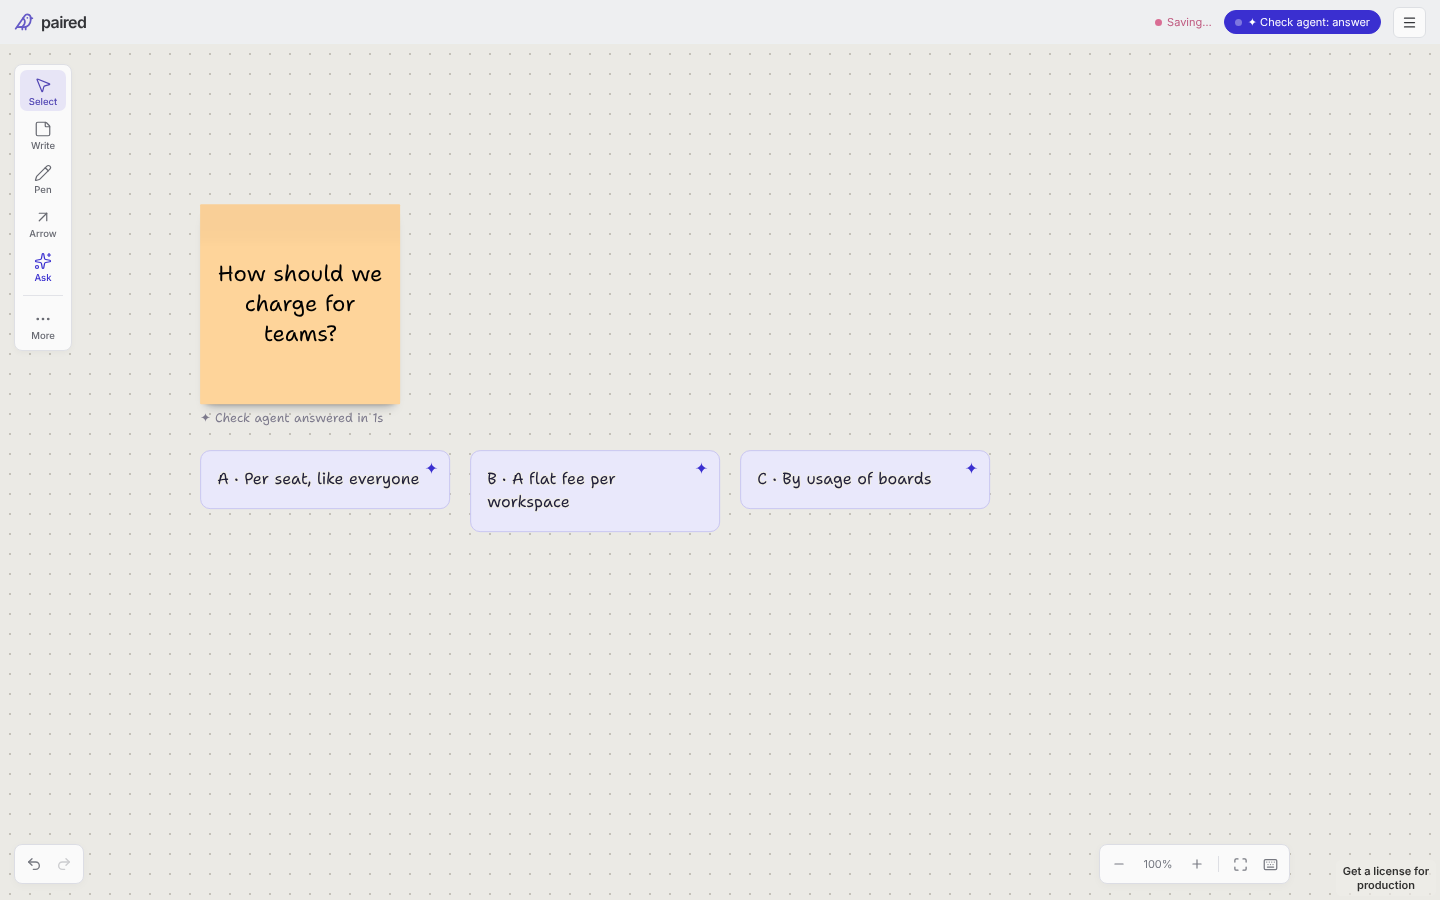 paired
Saving...
✦ Check agent: answer
Select
Write
Pen
Arrow
Ask
More
How should we
charge for
teams?
✦ Check agent answered in 1s
A · Per seat, like everyone
B · A flat fee per
workspace
C · By usage of boards
100%
Get a license for
production